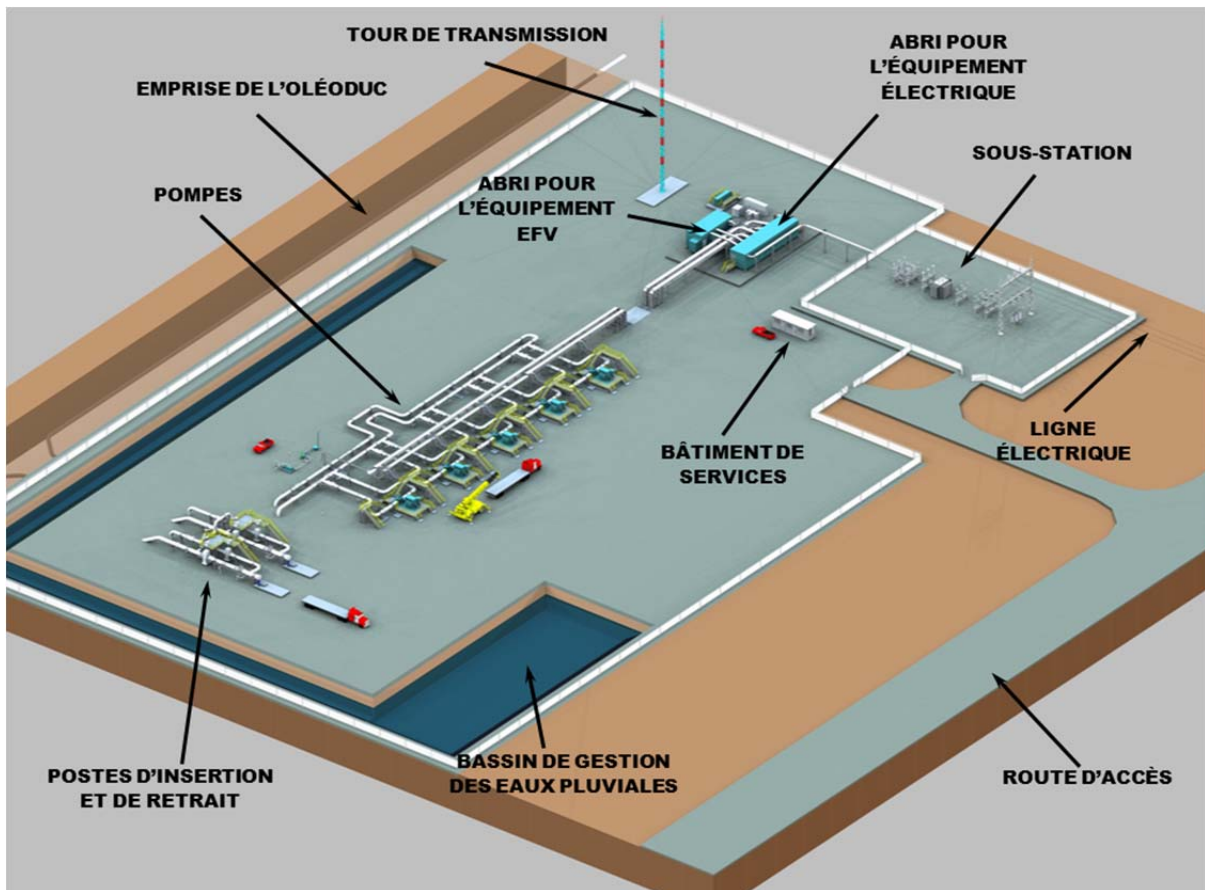 TOUR DE TRANSMISSION
ABRI POUR
L'ÉQUIPEMENT
ÉLECTRIQUE
EMPRISE DE L'OLÉODUC
SOUS-STATION
POMPES
ABRI POUR
L'ÉQUIPEMENT
EFV
BÂTIMENT DE
SERVICES
LIGNE
ÉLECTRIQUE
POSTES D'INSERTION
ET DE RETRAIT
BASSIN DE GESTION
DES EAUX PLUVIALES
ROUTE D'ACCÈS